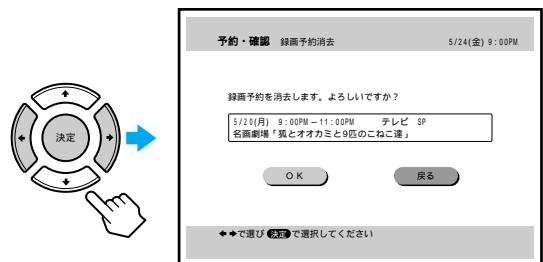 予約・確認 録画予約消去 5/24(金) 9:00PM
録画予約を消去します。よろしいですか？
5/20(月) 9:00PM－11:00PM テレビ SP
名画劇場「狐とオオカミと9匹のこねこ達」
決定
OK 戻る
で選び 決定 で選択してください